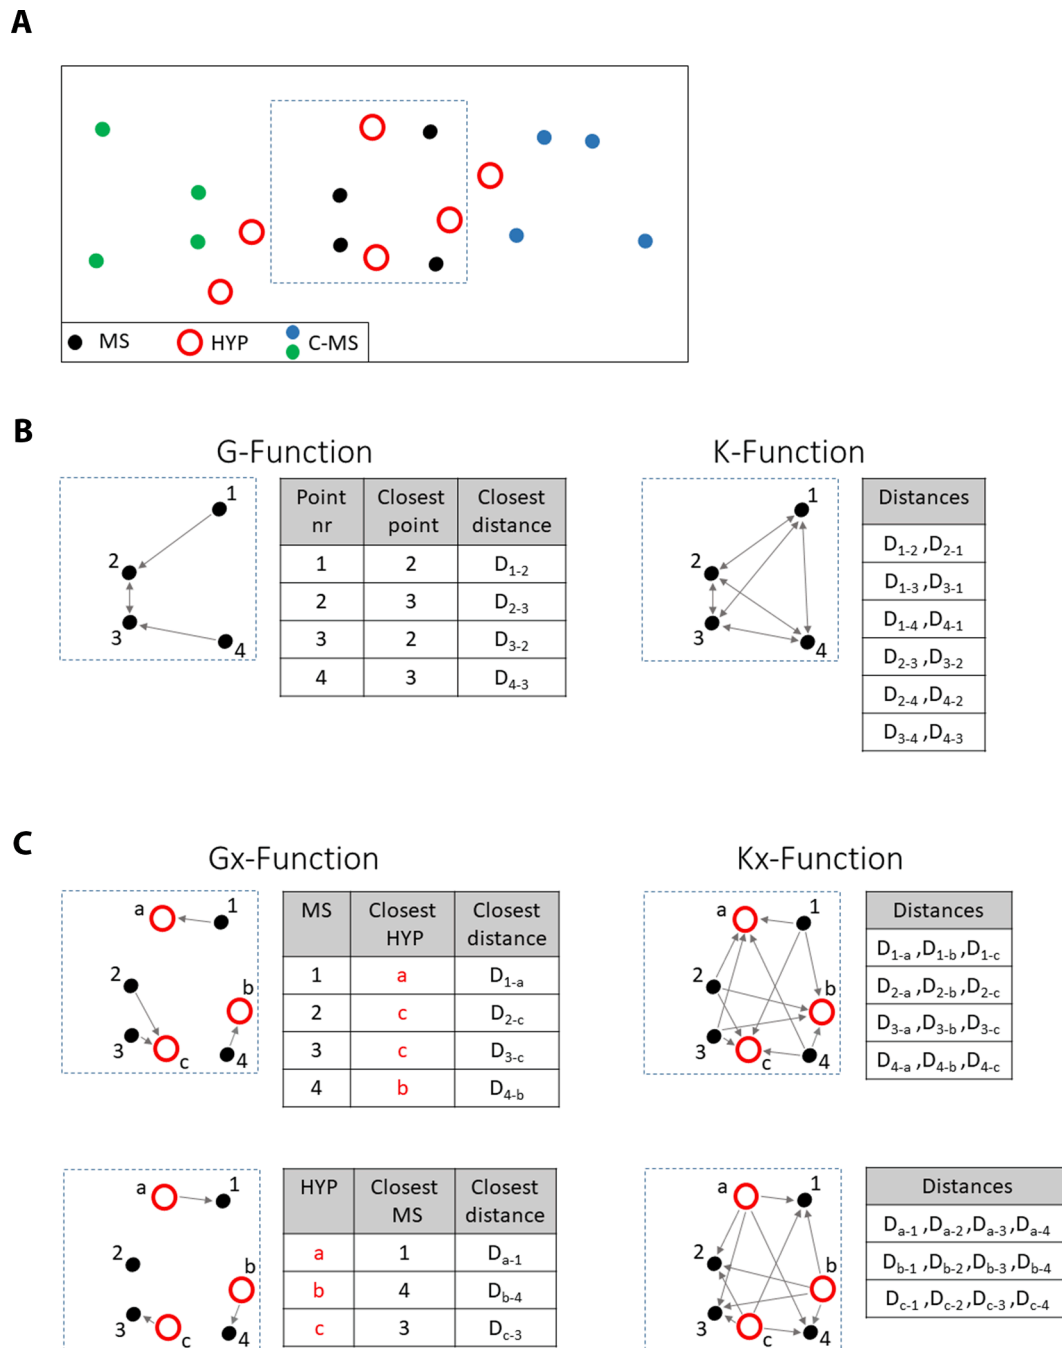 A
MS HYP C-MS
B
G-Function
1
2
3
4
Point nr Closest point Closest distance
1 2 D1-2
2 3 D2-3
3 2 D3-2
4 3 D4-3
K-Function
1
2
3
4
Distances
D1-2 ,D2-1
D1-3 ,D3-1
D1-4 ,D4-1
D2-3 ,D3-2
D2-4 ,D4-2
D3-4 ,D4-3
C
Gx-Function
a 1
2
b
3 c 4
MS Closest HYP Closest distance
1 a D1-a
2 c D2-c
3 c D3-c
4 b D4-b
Kx-Function
a 1
2
b
3 c 4
Distances
D1-a ,D1-b ,D1-c
D2-a ,D2-b ,D2-c
D3-a ,D3-b ,D3-c
D4-a ,D4-b ,D4-c
a 1
2
b
3 c 4
HYP Closest MS Closest distance
a 1 Da-1
b 4 Db-4
c 3 Dc-3
a 1
2
b
3 c 4
Distances
Da-1 ,Da-2 ,Da-3 ,Da-4
Db-1 ,Db-2 ,Db-3 ,Db-4
Dc-1 ,Dc-2 ,Dc-3 ,Dc-4